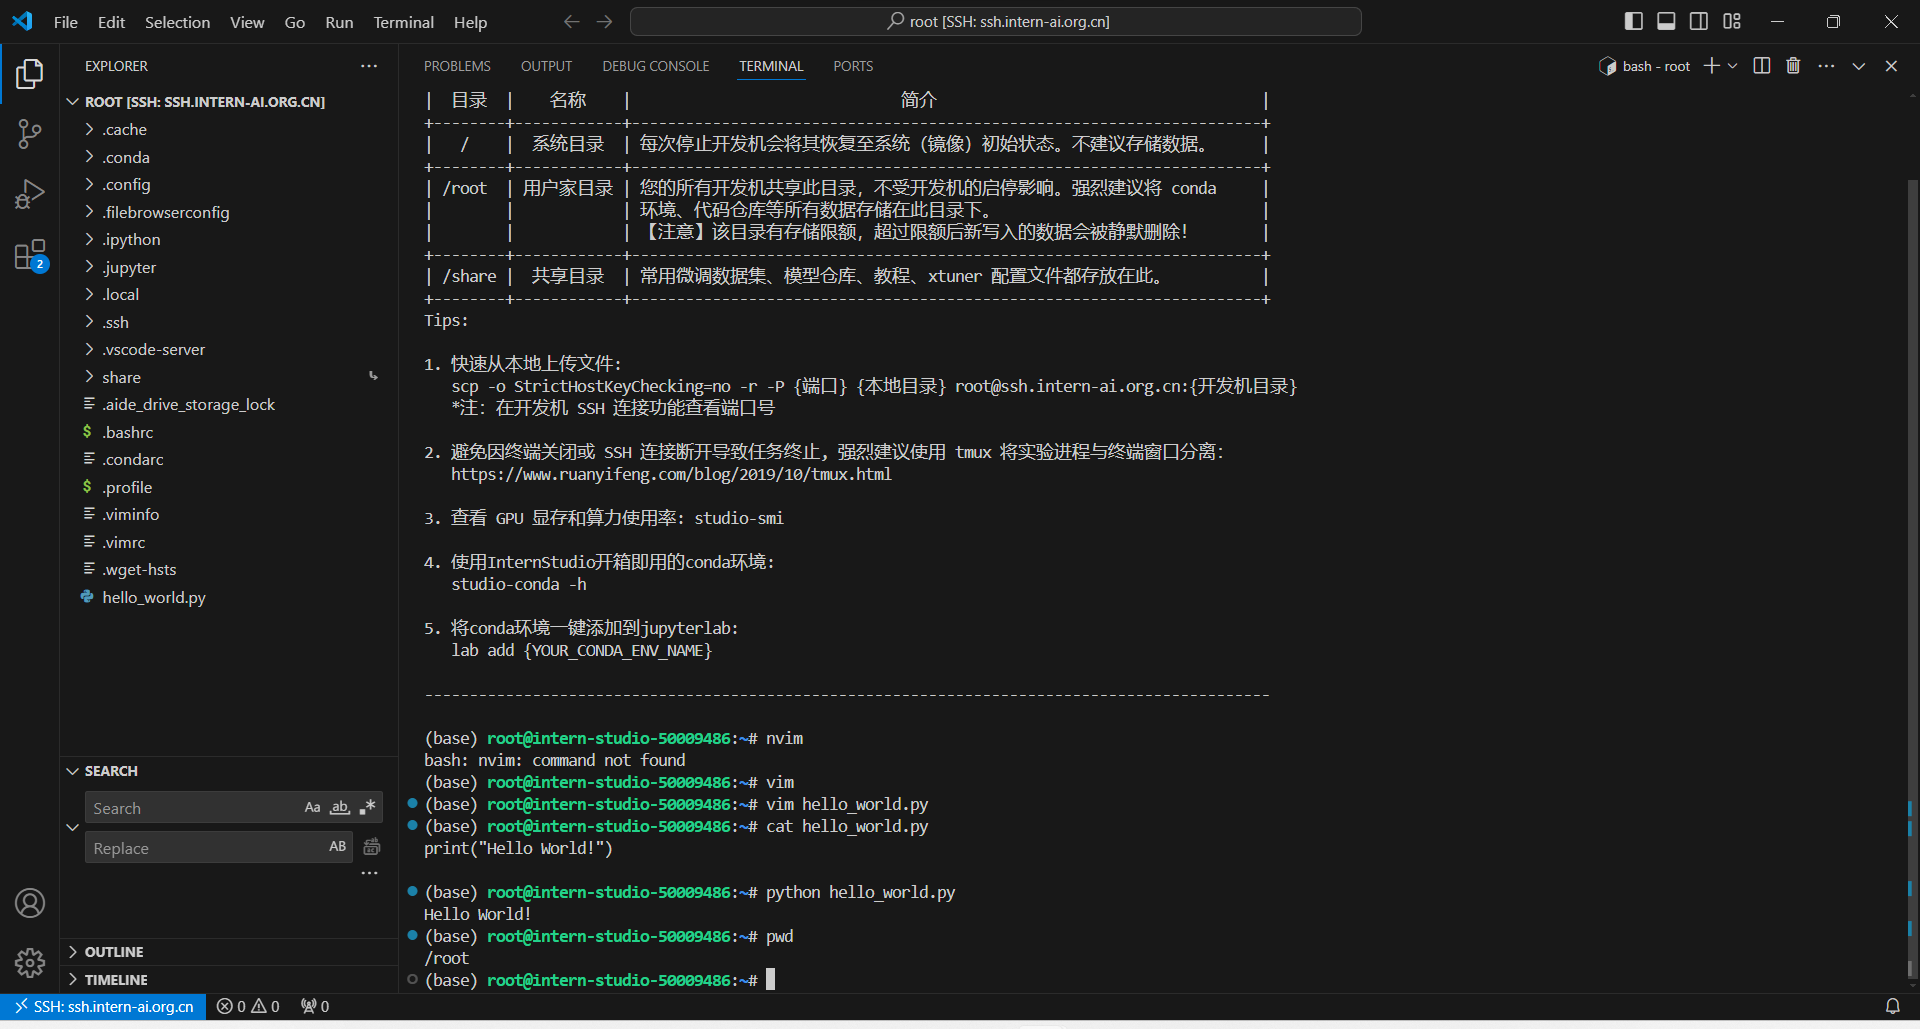 File Edit Selection View Go Run Terminal Help
root [SSH: ssh.intern-ai.org.cn]
EXPLORER
ROOT [SSH: SSH.INTERN-AI.ORG.CN]
.cache
.conda
.config
.filebrowserconfig
.ipython
.jupyter
.local
.ssh
.vscode-server
share
.aide_drive_storage_lock
.bashrc
.condarc
.profile
.viminfo
.vimrc
.wget-hsts
hello_world.py
SEARCH
Search Aa ab .*
Replace AB
OUTLINE
TIMELINE
2
PROBLEMS OUTPUT DEBUG CONSOLE TERMINAL PORTS
bash - root
| 目录 | 名称 | 简介 |
+--------+------------+----------------------------------------------------------------------+
| / | 系统目录 | 每次停止开发机会将其恢复至系统（镜像）初始状态。不建议存储数据。 |
+--------+------------+----------------------------------------------------------------------+
| /root | 用户家目录 | 您的所有开发机共享此目录，不受开发机的启停影响。强烈建议将 conda |
| | | 环境、代码仓库等所有数据存储在此目录下。 |
| | | 【注意】该目录有存储限额，超过限额后新写入的数据会被静默删除！ |
+--------+------------+----------------------------------------------------------------------+
| /share | 共享目录 | 常用微调数据集、模型仓库、教程、xtuner 配置文件都存放在此。 |
+--------+------------+----------------------------------------------------------------------+
Tips:
1. 快速从本地上传文件:
scp -o StrictHostKeyChecking=no -r -P {端口} {本地目录} root@ssh.intern-ai.org.cn:{开发机目录}
*注: 在开发机 SSH 连接功能查看端口号
2. 避免因终端关闭或 SSH 连接断开导致任务终止, 强烈建议使用 tmux 将实验进程与终端窗口分离:
https://www.ruanyifeng.com/blog/2019/10/tmux.html
3. 查看 GPU 显存和算力使用率: studio-smi
4. 使用InternStudio开箱即用的conda环境:
studio-conda -h
5. 将conda环境一键添加到jupyterlab:
lab add {YOUR_CONDA_ENV_NAME}
----------------------------------------------------------------------------------------------
(base) root@intern-studio-50009486:~# nvim
bash: nvim: command not found
(base) root@intern-studio-50009486:~# vim
(base) root@intern-studio-50009486:~# vim hello_world.py
(base) root@intern-studio-50009486:~# cat hello_world.py
print("Hello World!")
(base) root@intern-studio-50009486:~# python hello_world.py
Hello World!
(base) root@intern-studio-50009486:~# pwd
/root
(base) root@intern-studio-50009486:~#
SSH: ssh.intern-ai.org.cn 0 0 0